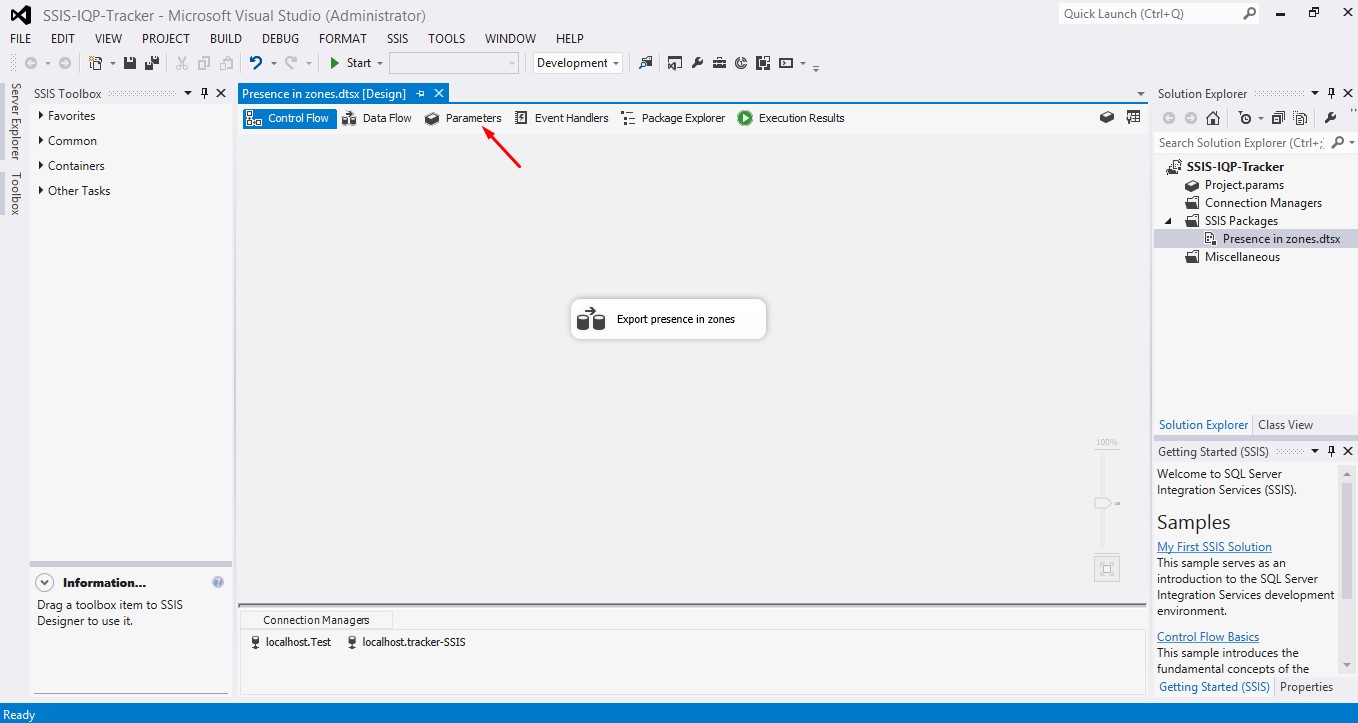 SSIS-IQP-Tracker - Microsoft Visual Studio (Administrator)
Quick Launch (Ctrl+Q)
FILE EDIT VIEW PROJECT BUILD DEBUG FORMAT SSIS TOOLS WINDOW HELP
Start
Development
Server Explorer
Toolbox
SSIS Toolbox
Favorites
Common
Containers
Other Tasks
Information...
Drag a toolbox item to SSIS
Designer to use it.
Presence in zones.dtsx [Design]
Control Flow Data Flow Parameters Event Handlers Package Explorer Execution Results
Export presence in zones
100%
Connection Managers
localhost.Test localhost.tracker-SSIS
Solution Explorer
Search Solution Explorer (Ctrl+;
SSIS-IQP-Tracker
Project.params
Connection Managers
SSIS Packages
Presence in zones.dtsx
Miscellaneous
Solution Explorer Class View
Getting Started (SSIS)
Welcome to SQL Server
Integration Services (SSIS).
Samples
My First SSIS Solution
This sample serves as an
introduction to the SQL Server
Integration Services development
environment.
Control Flow Basics
This sample introduces the
fundamental concepts of the
Getting Started (SSIS) Properties
Ready